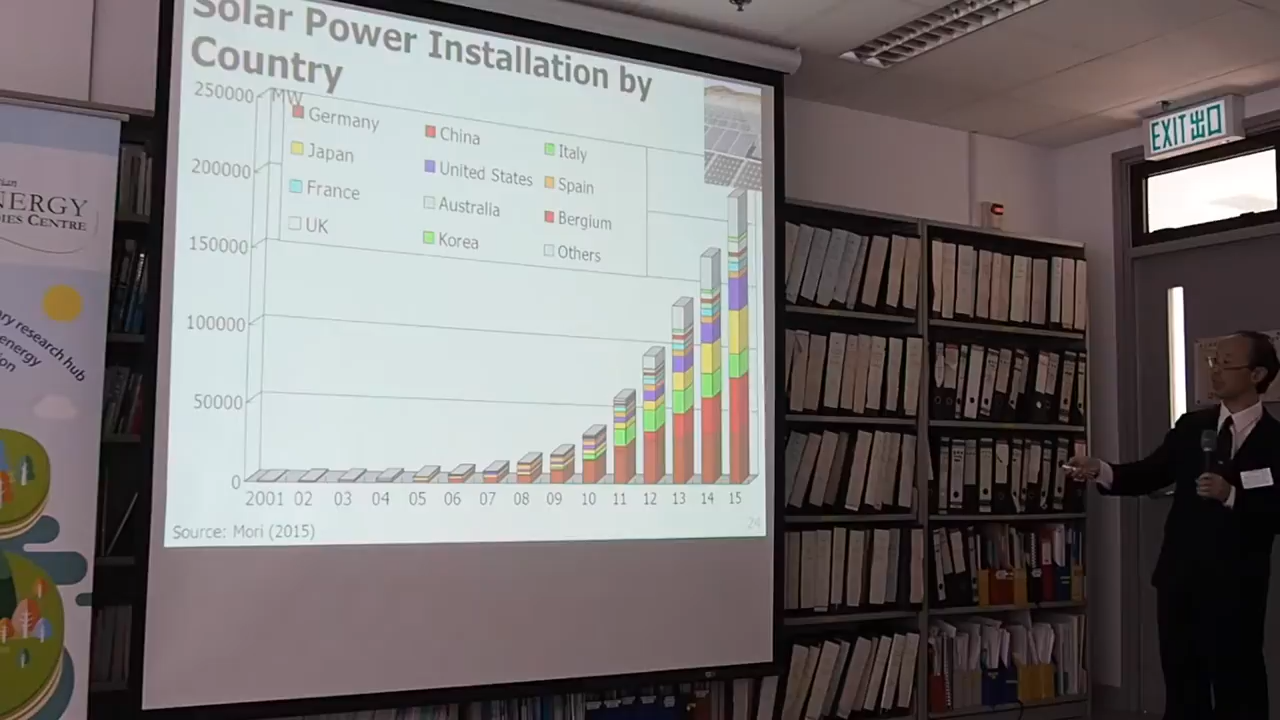 Solar Power Installation by
Country
MW
250000
200000
150000
100000
50000
0
Germany
China
Italy
Japan
United States
Spain
France
Australia
Bergium
UK
Korea
Others
2001 02 03 04 05 06 07 08 09 10 11 12 13 14 15
Source: Mori (2015)
24
NERGY
IES CENTRE
ry research hub
energy
on
EXIT 出口